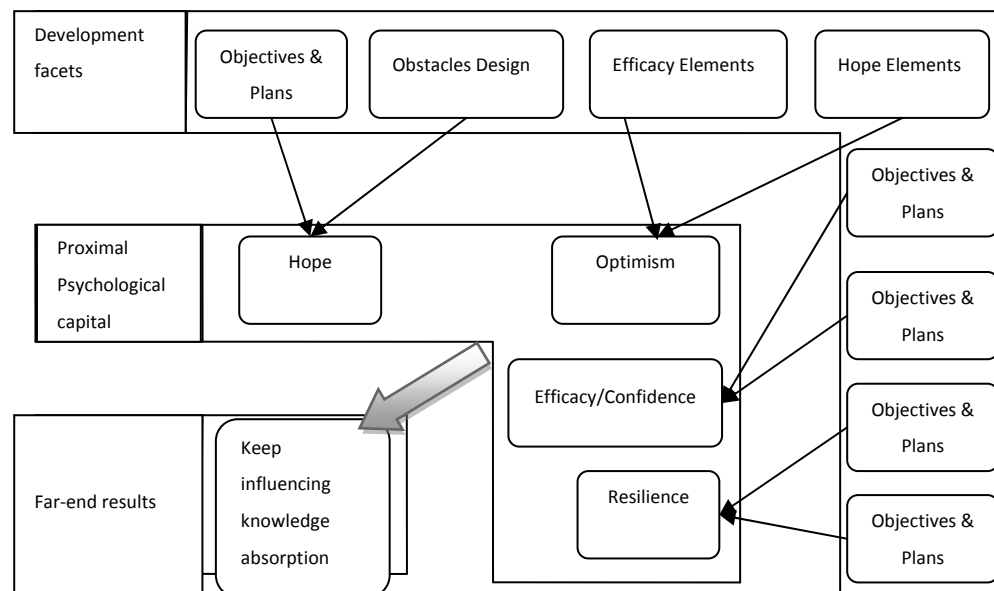 Development
facets
Objectives &
Plans
Obstacles Design
Efficacy Elements
Hope Elements
Objectives &
Plans
Proximal
Psychological
capital
Hope
Optimism
Objectives &
Plans
Efficacy/Confidence
Objectives &
Plans
Far-end results
Keep
influencing
knowledge
absorption
Resilience
Objectives &
Plans